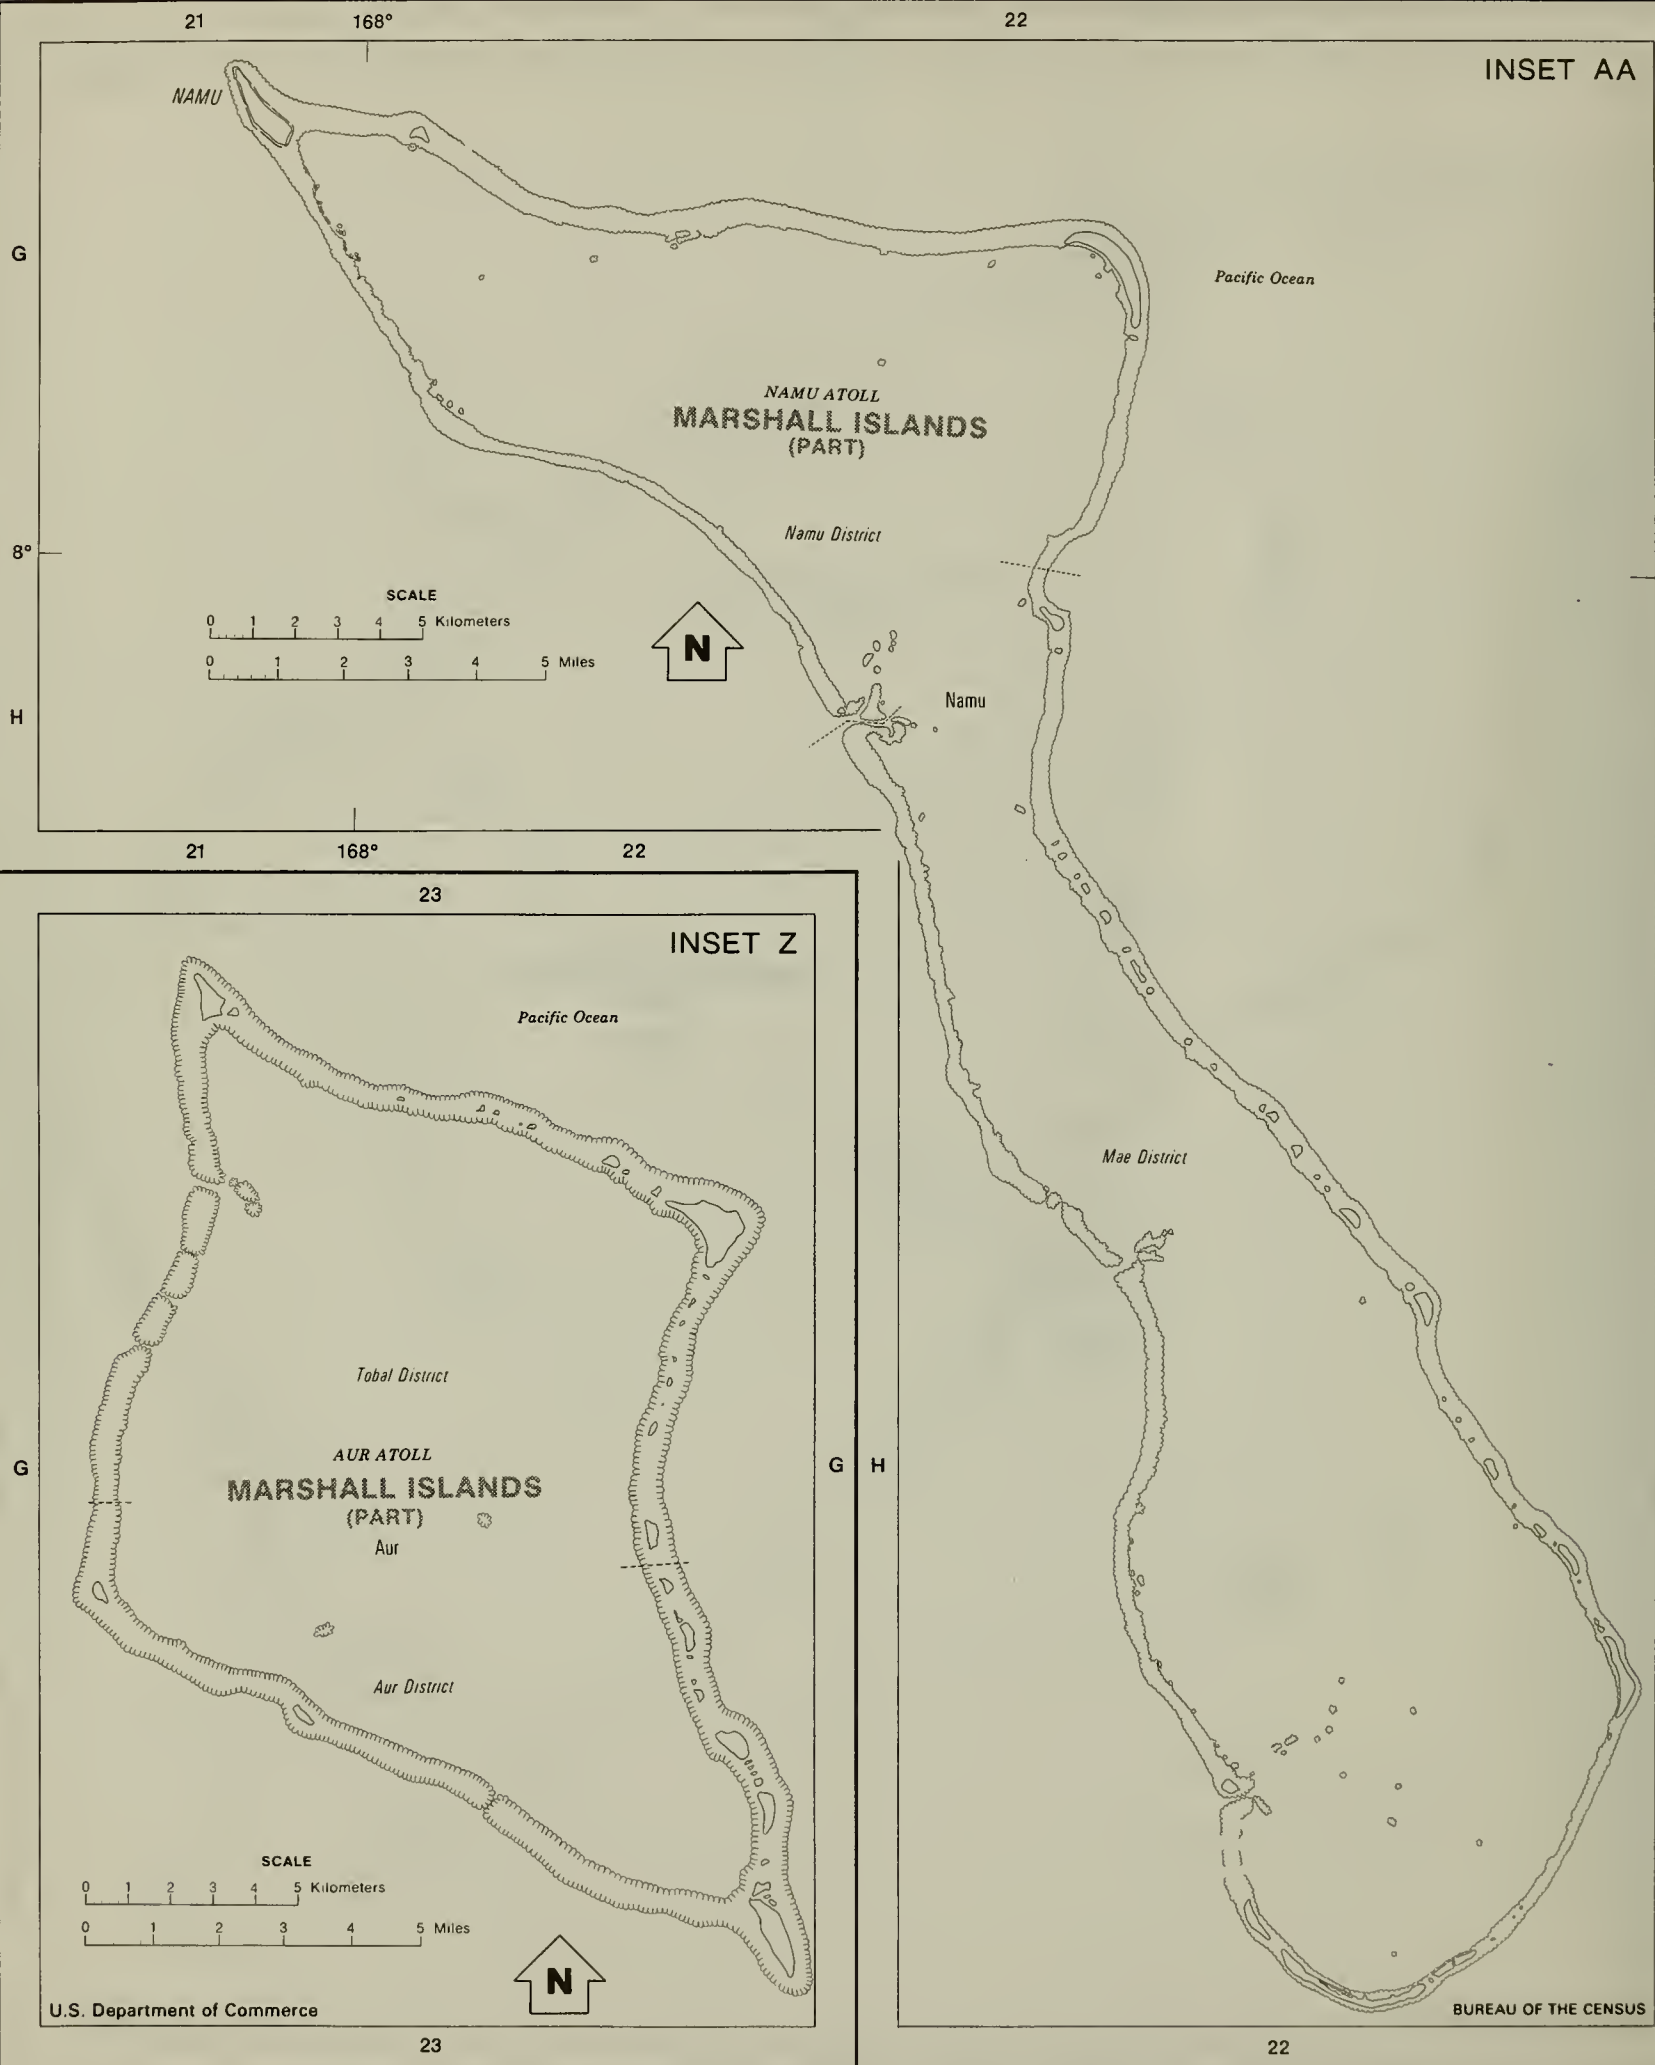 21 168° 22
INSET AA
NAMU
G
Pacific Ocean
NAMU ATOLL
MARSHALL ISLANDS
(PART)
Namu District
8°
SCALE
0 1 2 3 4 5 Kilometers
0 1 2 3 4 5 Miles
N
H
Namu
21 168° 22
23
INSET Z
Pacific Ocean
Mae District
Tobal District
AUR ATOLL
G
G
H
MARSHALL ISLANDS
(PART)
Aur
Aur District
SCALE
0 1 2 3 4 5 Kilometers
0 1 2 3 4 5 Miles
N
U.S. Department of Commerce
BUREAU OF THE CENSUS
23
22